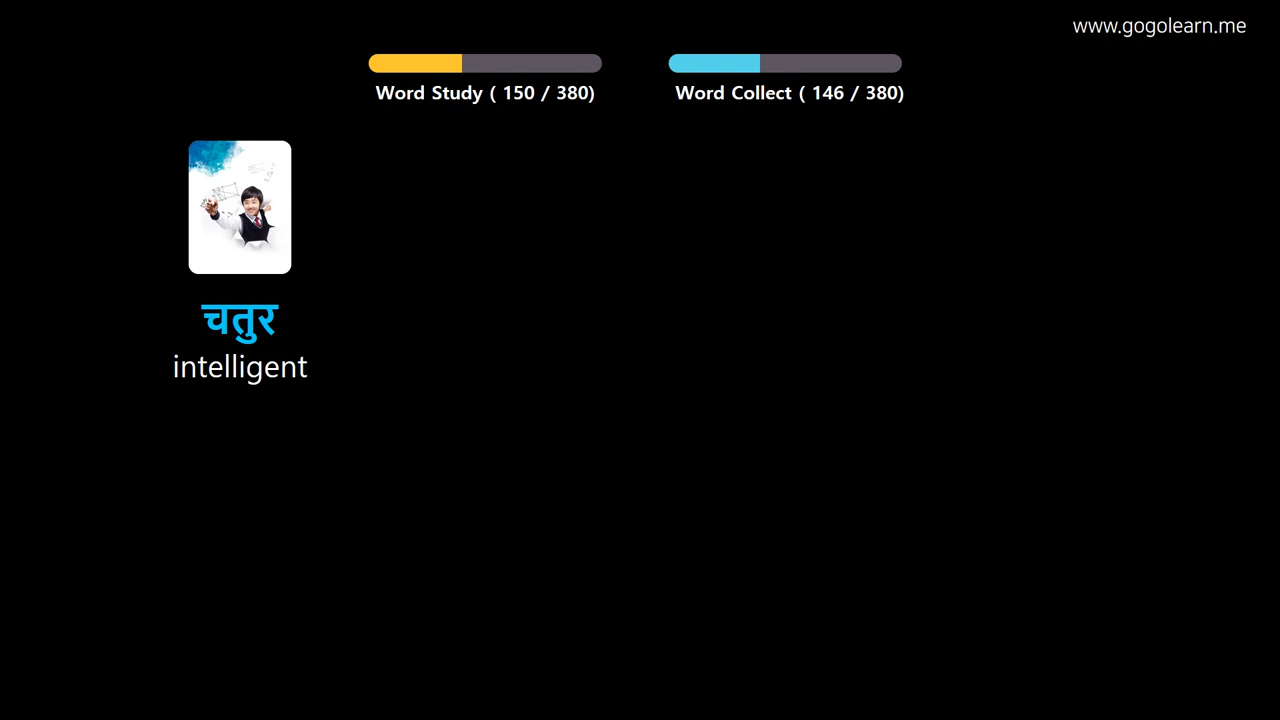 www.gogolearn.me
Word Study ( 150 / 380)
Word Collect ( 146 / 380)
चतुर
intelligent